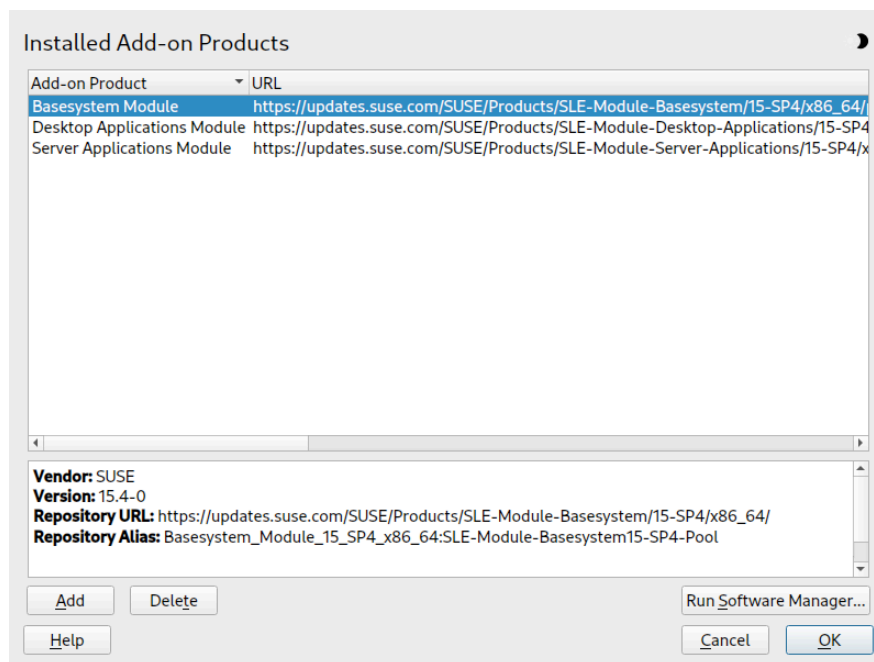 Installed Add-on Products
Add-on Product URL
Basesystem Module https://updates.suse.com/SUSE/Products/SLE-Module-Basesystem/15-SP4/x86_64/
Desktop Applications Module https://updates.suse.com/SUSE/Products/SLE-Module-Desktop-Applications/15-SP4
Server Applications Module https://updates.suse.com/SUSE/Products/SLE-Module-Server-Applications/15-SP4/x
Vendor: SUSE
Version: 15.4-0
Repository URL: https://updates.suse.com/SUSE/Products/SLE-Module-Basesystem/15-SP4/x86_64/
Repository Alias: Basesystem_Module_15_SP4_x86_64:SLE-Module-Basesystem15-SP4-Pool
Add Delete Run Software Manager...
Help Cancel OK